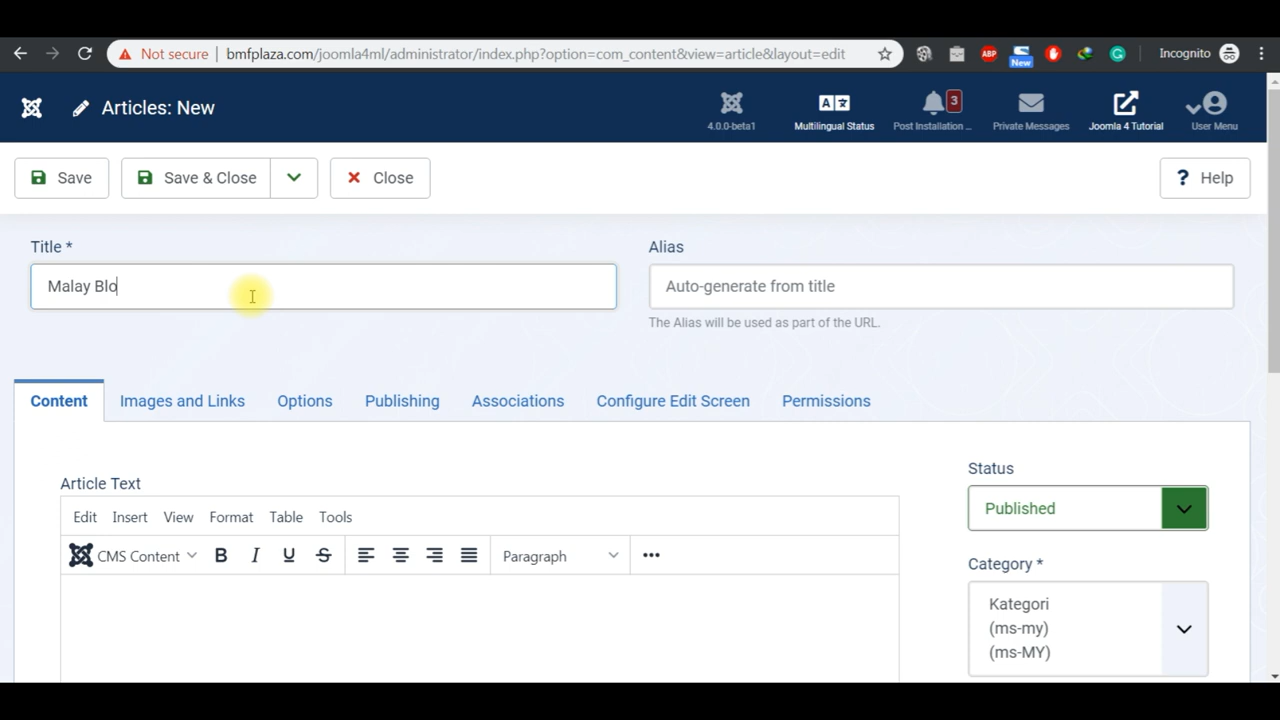 Not secure | bmfplaza.com/joomla4ml/administrator/index.php?option=com_content&view=article&layout=edit
ABP
New
Incognito
Articles: New
4.0.0-beta1
Multilingual Status
3
Post Installation ...
Private Messages
Joomla 4 Tutorial
User Menu
Save
Save & Close
Close
? Help
Title *
Alias
Malay Blo
Auto-generate from title
The Alias will be used as part of the URL.
Content Images and Links Options Publishing Associations Configure Edit Screen Permissions
Status
Article Text
Published
Edit Insert View Format Table Tools
CMS Content B I U S Paragraph ...
Category *
Kategori
(ms-my)
(ms-MY)